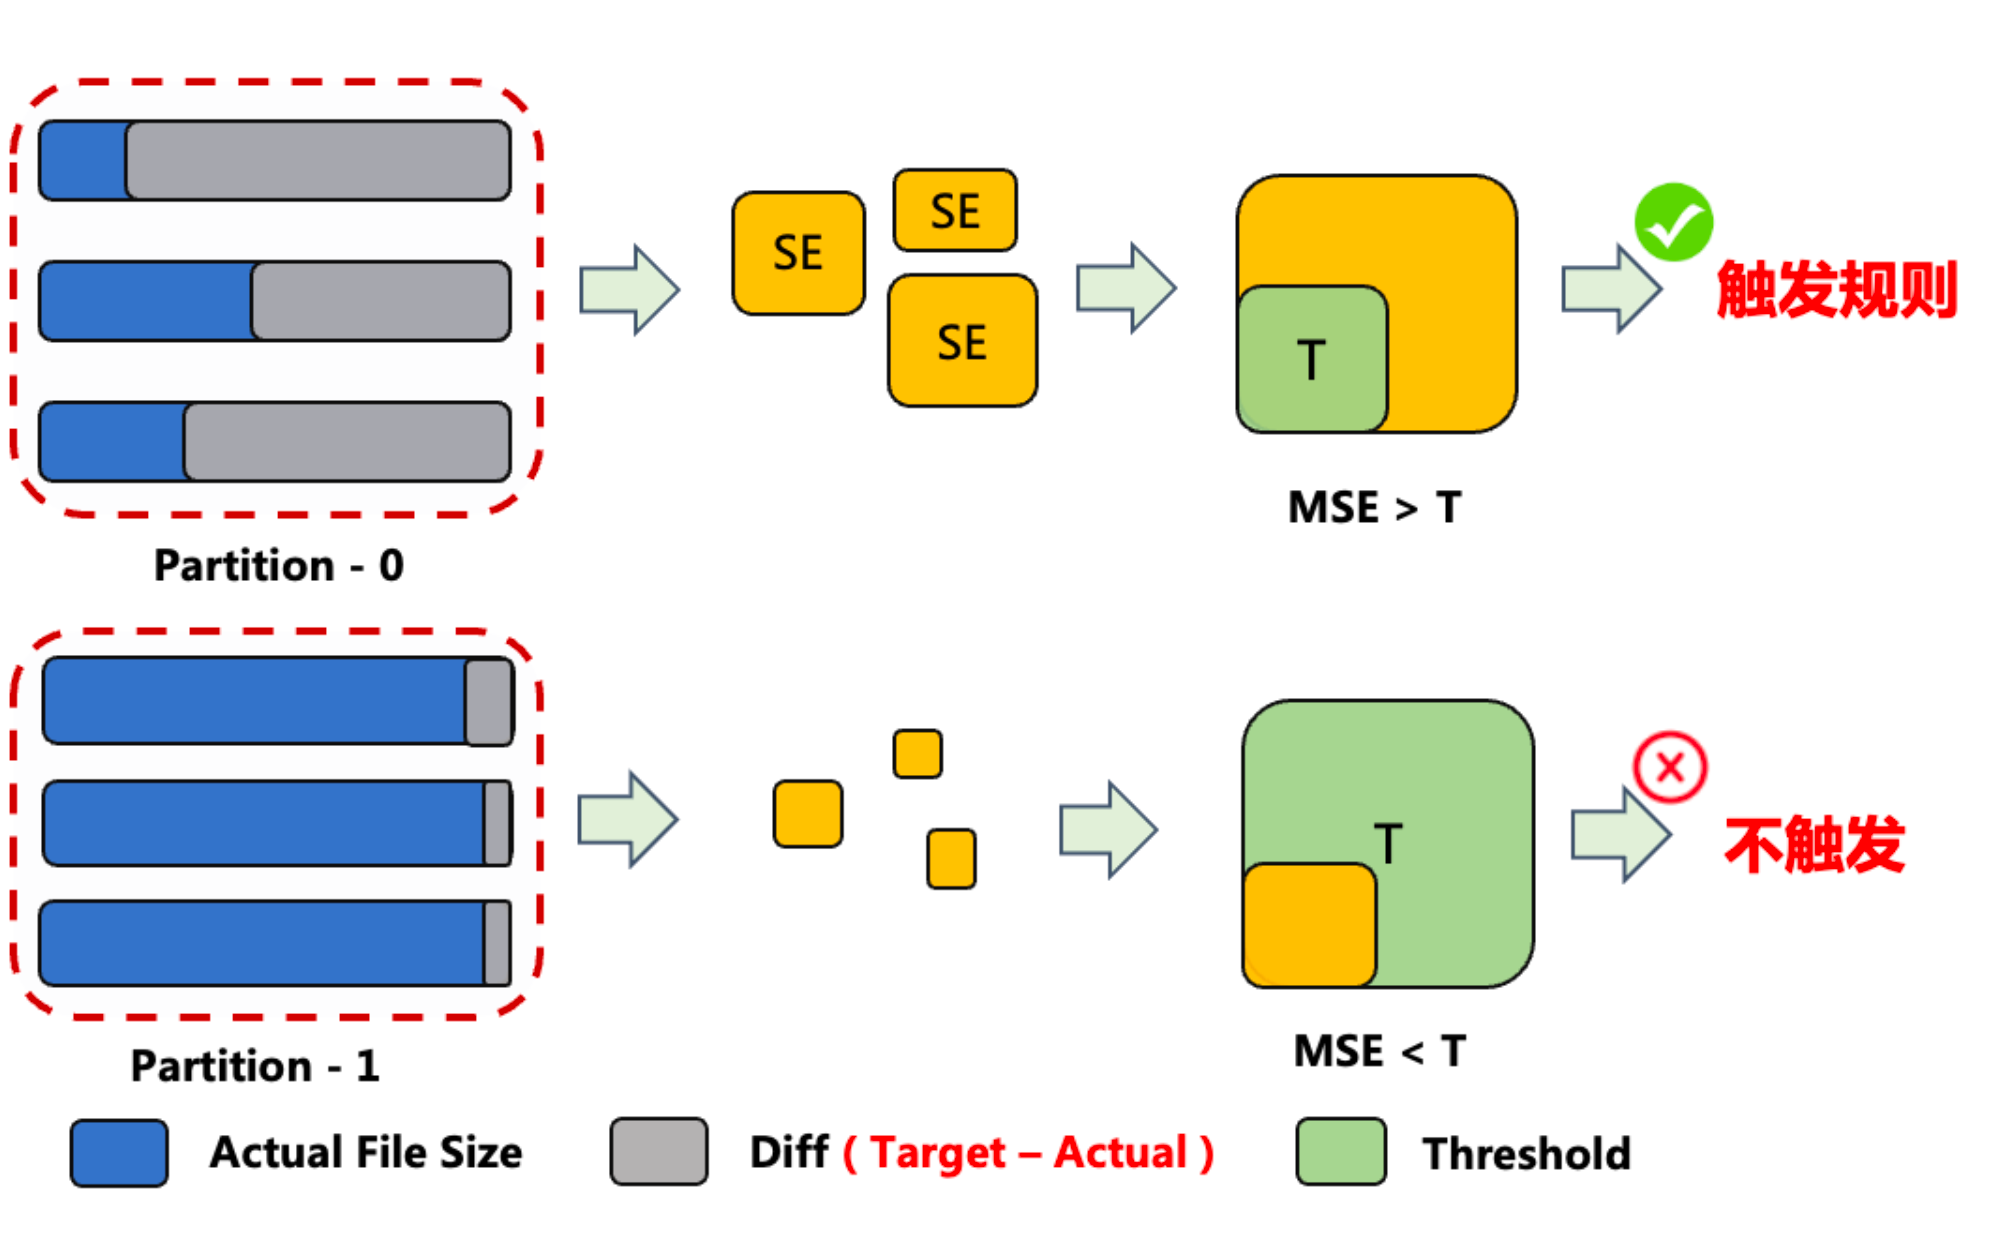 SE
SE
SE
T
触发规则
MSE > T
Partition - 0
T
不触发
MSE < T
Partition - 1
Actual File Size
Diff ( Target – Actual )
Threshold